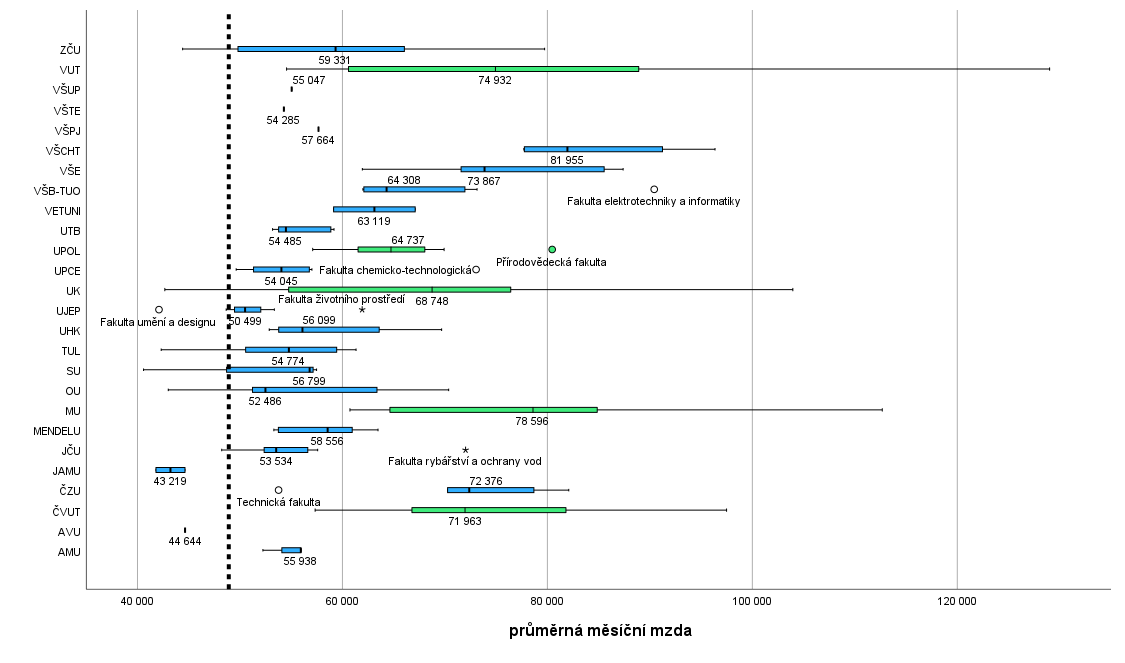 ZČU
59 331
VUT
55 047
74 932
VŠUP
VŠTE
54 285
VŠPJ
57 664
VŠCHT
81 955
VŠE
73 867
64 308
VŠB-TUO
Fakulta elektrotechniky a informatiky
VETUNI
63 119
UTB
54 485
64 737
UPOL
Přírodovědecká fakulta
UPCE
Fakulta chemicko-technologická
54 045
UK
Fakulta životního prostředí
68 748
UJEP
Fakulta umění a designu
50 499
56 099
UHK
TUL
54 774
SU
56 799
OU
52 486
MU
78 596
MENDELU
58 556
JČU
53 534
Fakulta rybářství a ochrany vod
JAMU
43 219
72 376
ČZU
Technická fakulta
ČVUT
71 963
AVU
44 644
AMU
55 938
40 000 60 000 80 000 100 000 120 000
průměrná měsíční mzda